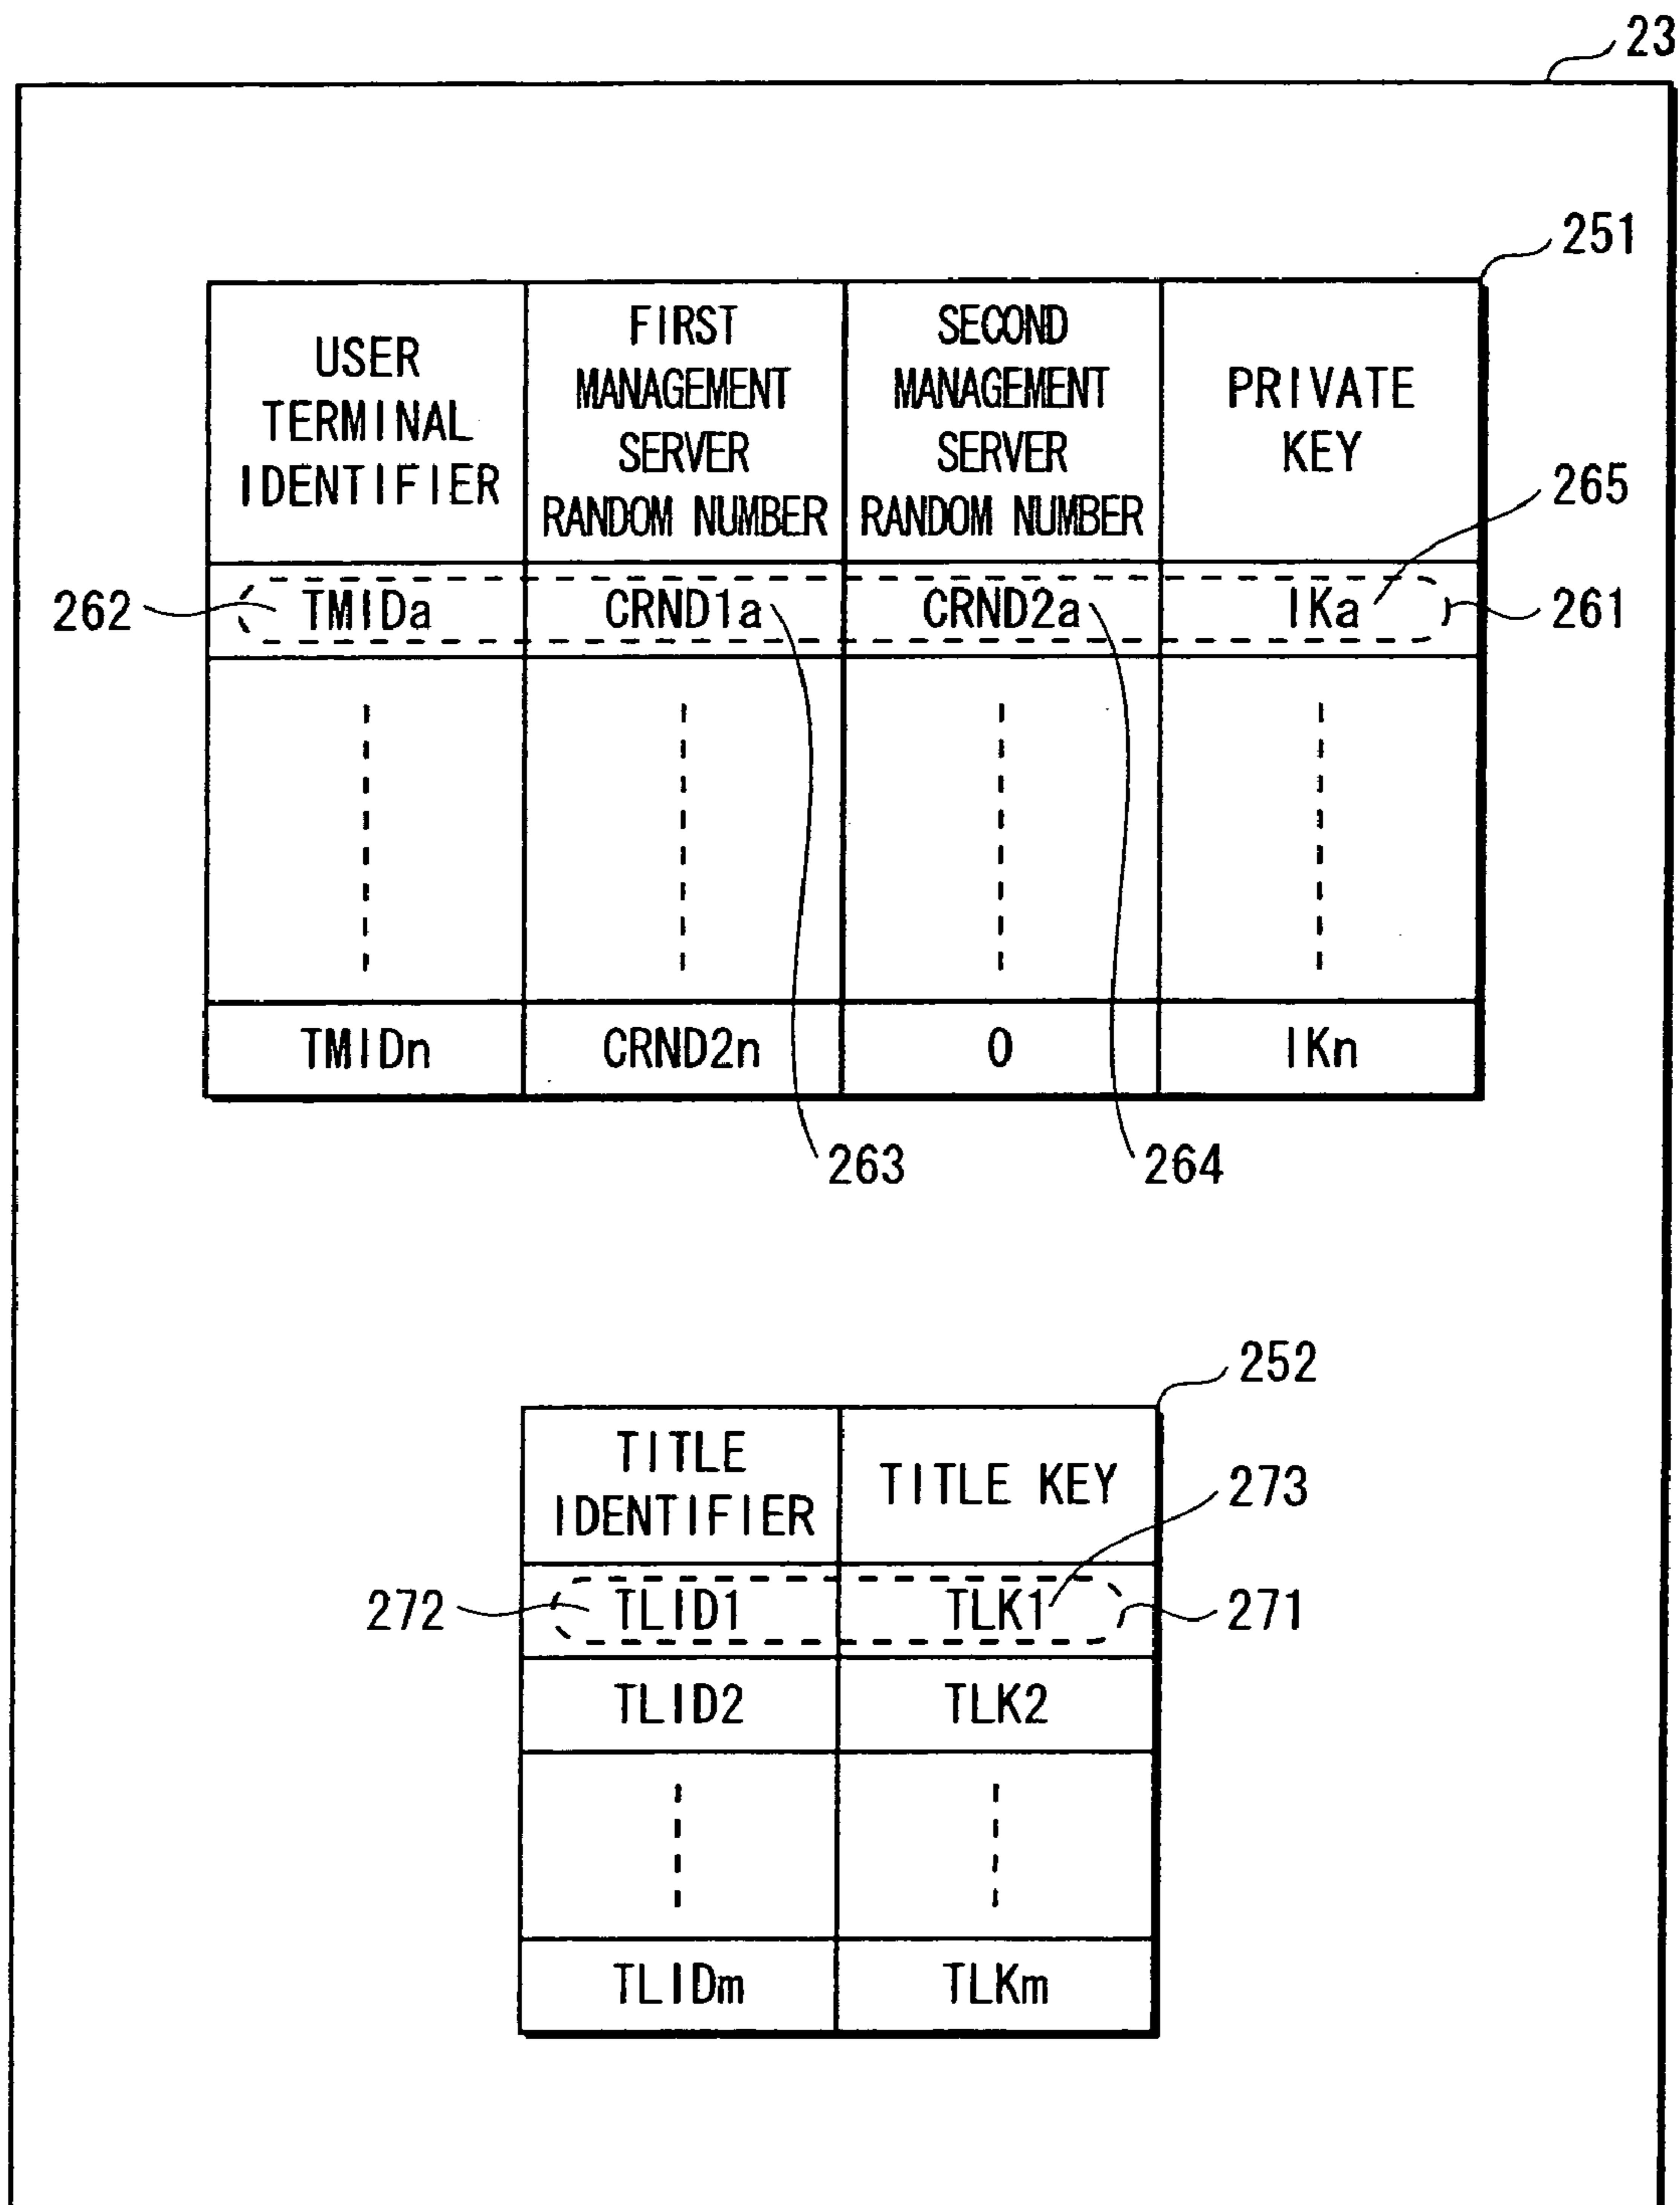 23
251
USER TERMINAL IDENTIFIER
FIRST MANAGEMENT SERVER RANDOM NUMBER
SECOND MANAGEMENT SERVER RANDOM NUMBER
PRIVATE KEY
265
262 TMIDa CRND1a CRND2a IKa 261
TMIDn CRND2n 0 IKn
263 264
252
TITLE IDENTIFIER
TITLE KEY
273
272 TLID1 TLK1 271
TLID2 TLK2
TLIDm TLKm